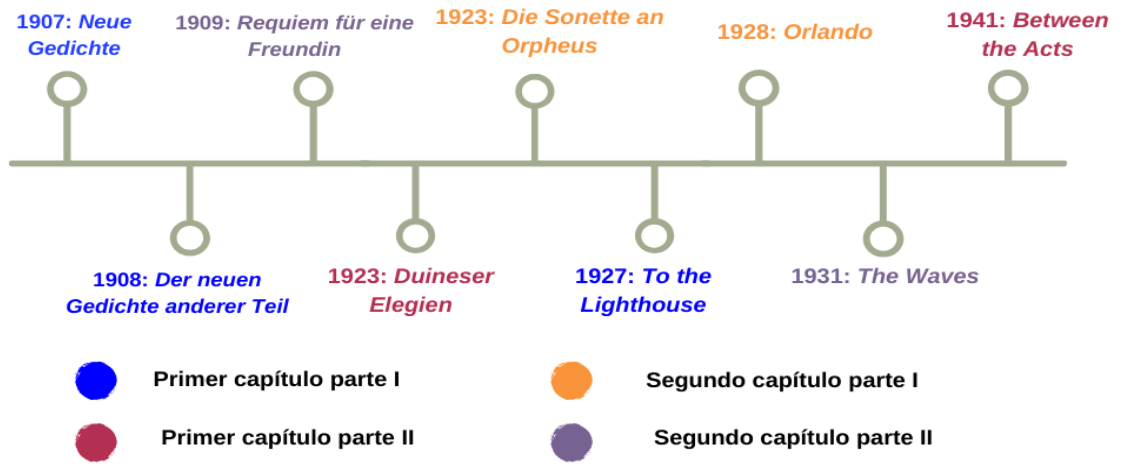 1907: Neue
Gedichte
1909: Requiem für eine
Freundin
1923: Die Sonette an
Orpheus
1928: Orlando
1941: Between
the Acts
1908: Der neuen
Gedichte anderer Teil
1923: Duineser
Elegien
1927: To the
Lighthouse
1931: The Waves
Primer capítulo parte I
Segundo capítulo parte I
Primer capítulo parte II
Segundo capítulo parte II